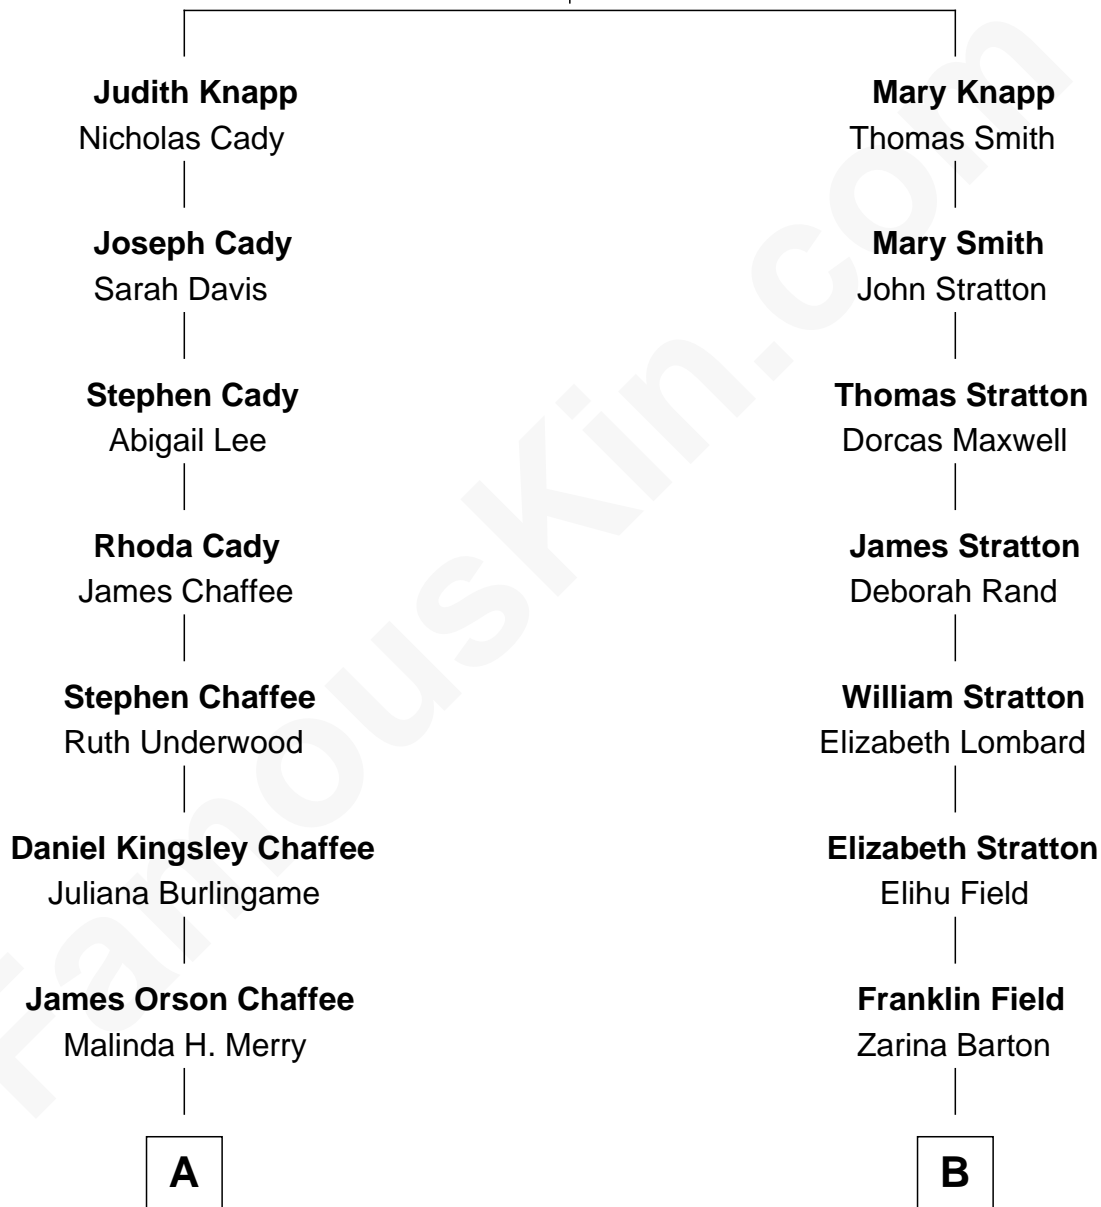 Judith Knapp
Nicholas Cady
Mary Knapp
Thomas Smith
Joseph Cady
Sarah Davis
Mary Smith
John Stratton
Stephen Cady
Abigail Lee
Thomas Stratton
Dorcas Maxwell
Rhoda Cady
James Chaffee
James Stratton
Deborah Rand
Stephen Chaffee
Ruth Underwood
William Stratton
Elizabeth Lombard
Daniel Kingsley Chaffee
Juliana Burlingame
Elizabeth Stratton
Elihu Field
James Orson Chaffee
Malinda H. Merry
Franklin Field
Zarina Barton
A
B
FamousKin.com